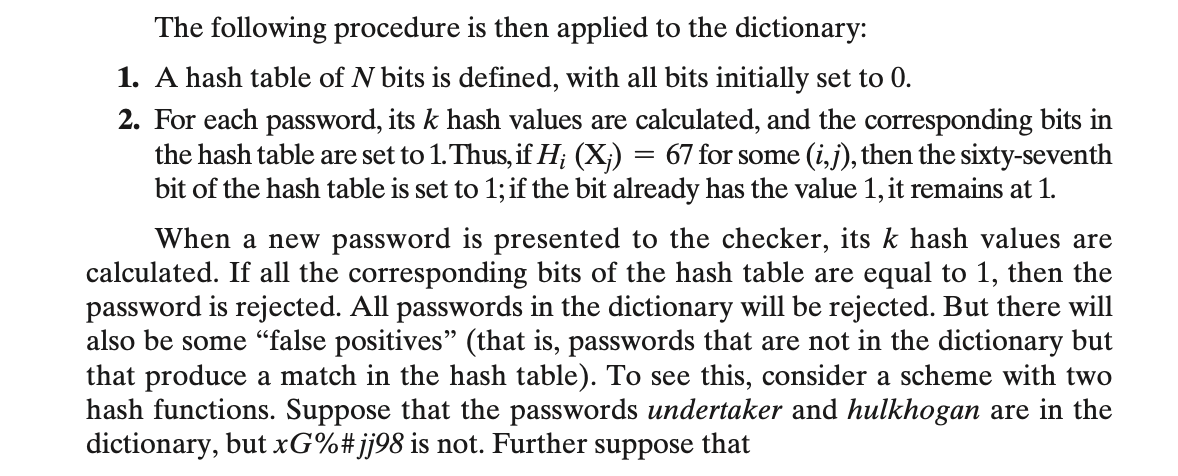 The following procedure is then applied to the dictionary:
1. A hash table of N bits is defined, with all bits initially set to 0.
2. For each password, its k hash values are calculated, and the corresponding bits in
the hash table are set to 1. Thus, if Hi (Xj) = 67 for some (i,j), then the sixty-seventh
bit of the hash table is set to 1; if the bit already has the value 1, it remains at 1.
When a new password is presented to the checker, its k hash values are
calculated. If all the corresponding bits of the hash table are equal to 1, then the
password is rejected. All passwords in the dictionary will be rejected. But there will
also be some “false positives” (that is, passwords that are not in the dictionary but
that produce a match in the hash table). To see this, consider a scheme with two
hash functions. Suppose that the passwords undertaker and hulkhogan are in the
dictionary, but xG%#jj98 is not. Further suppose that